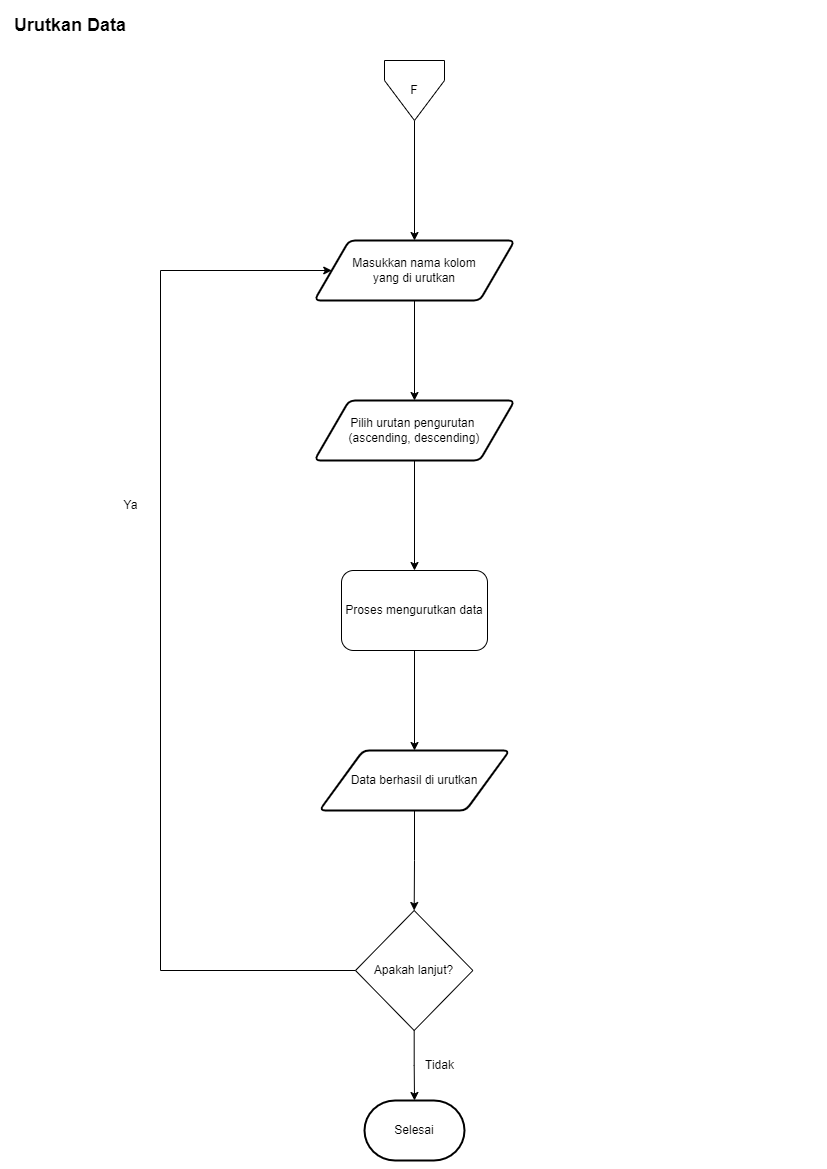 Urutkan Data
F
Masukkan nama kolom
yang di urutkan
Pilih urutan pengurutan
(ascending, descending)
Ya
Proses mengurutkan data
Data berhasil di urutkan
Apakah lanjut?
Tidak
Selesai